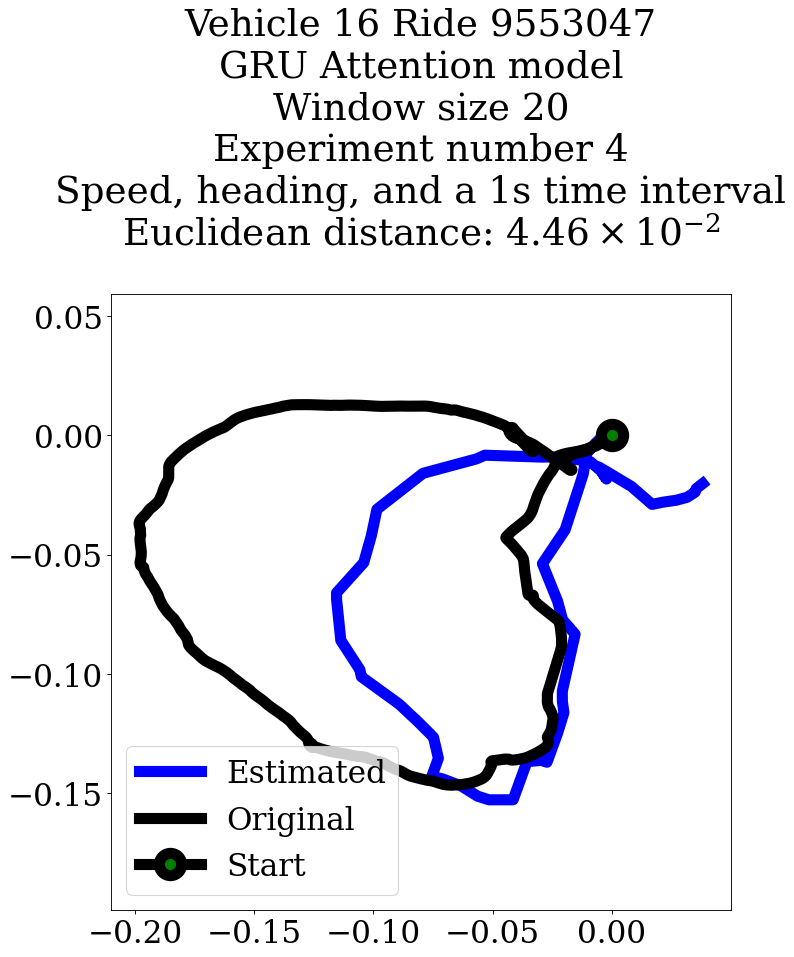 Vehicle 16 Ride 9553047
GRU Attention model
Window size 20
Experiment number 4
Speed, heading, and a 1s time interval
Euclidean distance: 4.46 × 10⁻²
0.05
0.00
−0.05
−0.10
−0.15
Estimated
Original
Start
−0.20 −0.15 −0.10 −0.05 0.00